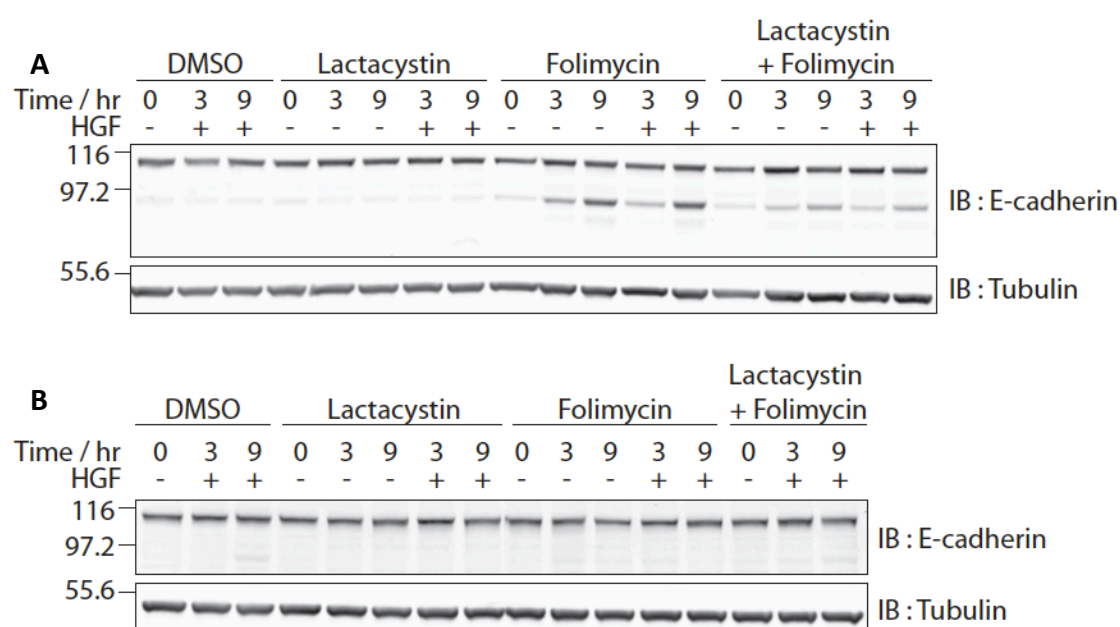 A
DMSO Lactacystin Folimycin Lactacystin + Folimycin
Time / hr 0 3 9 0 3 9 3 9 0 3 9 3 9 0 3 9 3 9
HGF - + + - - - + + - - - + + - - - + +
116
97.2
IB : E-cadherin
55.6
IB : Tubulin
B
DMSO Lactacystin Folimycin Lactacystin + Folimycin
Time / hr 0 3 9 0 3 9 3 9 0 3 9 3 9 0 3 9
HGF - + + - - - + + - - - + + - + +
116
97.2
IB : E-cadherin
55.6
IB : Tubulin